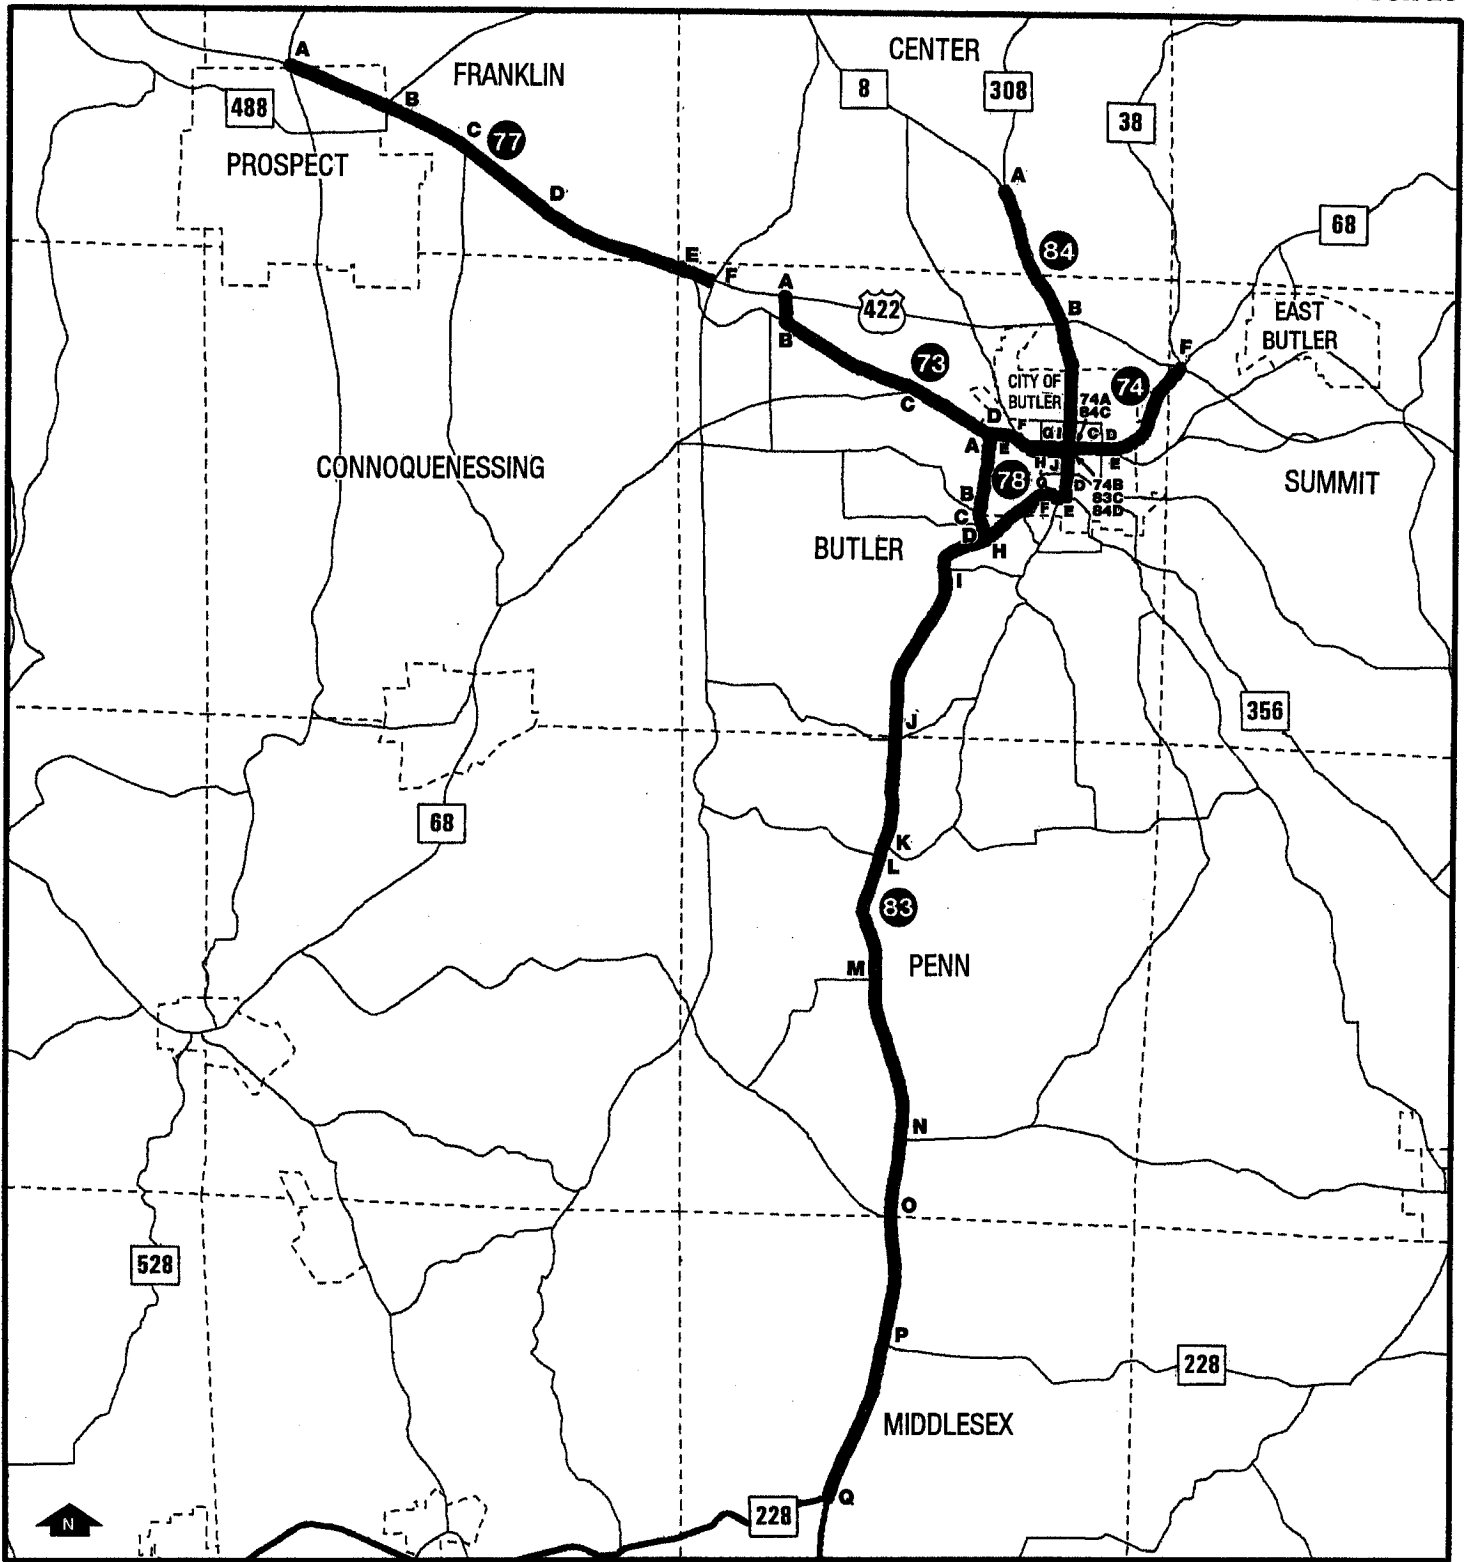 A
FRANKLIN
CENTER
8
308
488
B
38
C
77
PROSPECT
A
D
68
84
E
F
A
422
B
EAST
BUTLER
B
73
F
CITY OF
BUTLER
74
74A
84C
C
D
F
G
I
C
D
A
E
H
J
E
CONNOQUENESSING
78
SUMMIT
B
G
D
74B
83C
84D
C
F
E
D
H
BUTLER
I
356
J
68
K
L
83
M
PENN
N
O
528
P
228
MIDDLESEX
Q
228
N